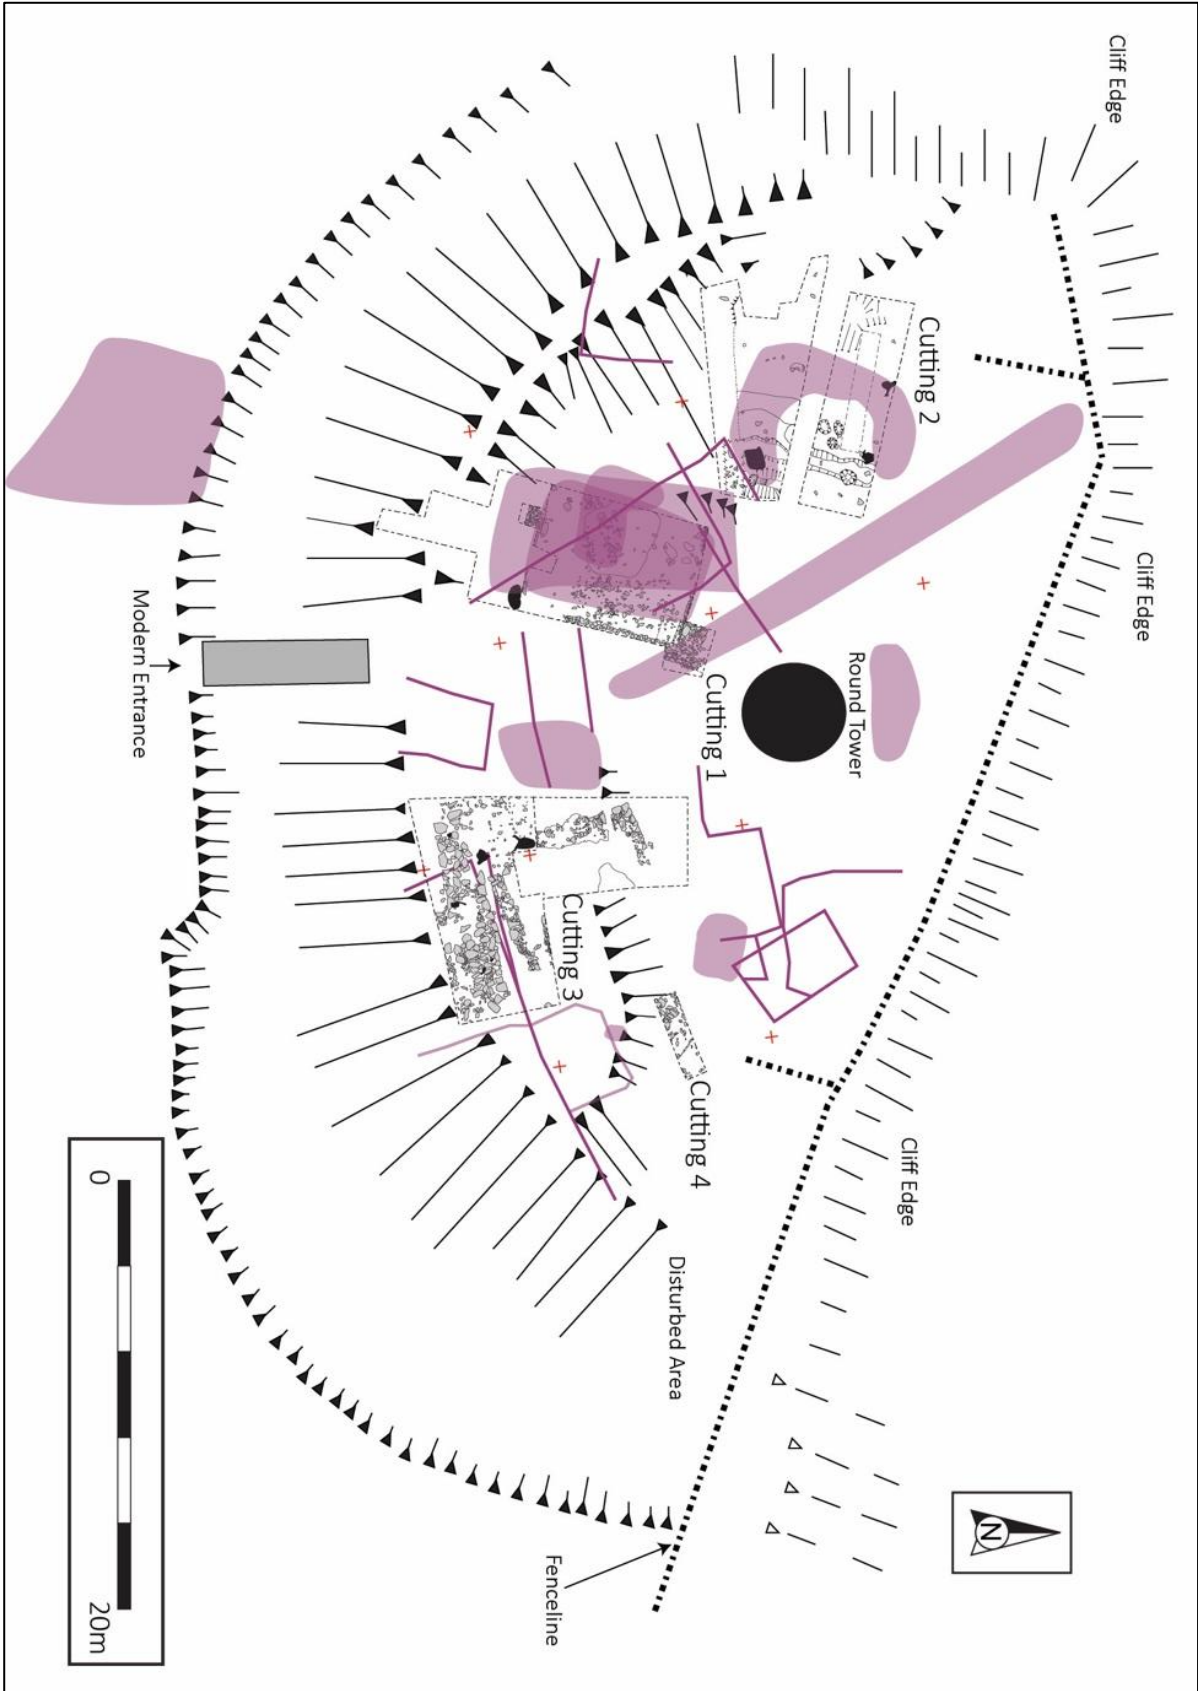 Cliff Edge
Cutting 2
Cliff Edge
Round Tower
Cutting 1
Modern Entrance
Cutting 3
Cutting 4
Cliff Edge
Disturbed Area
Fenceline
N
0
20m